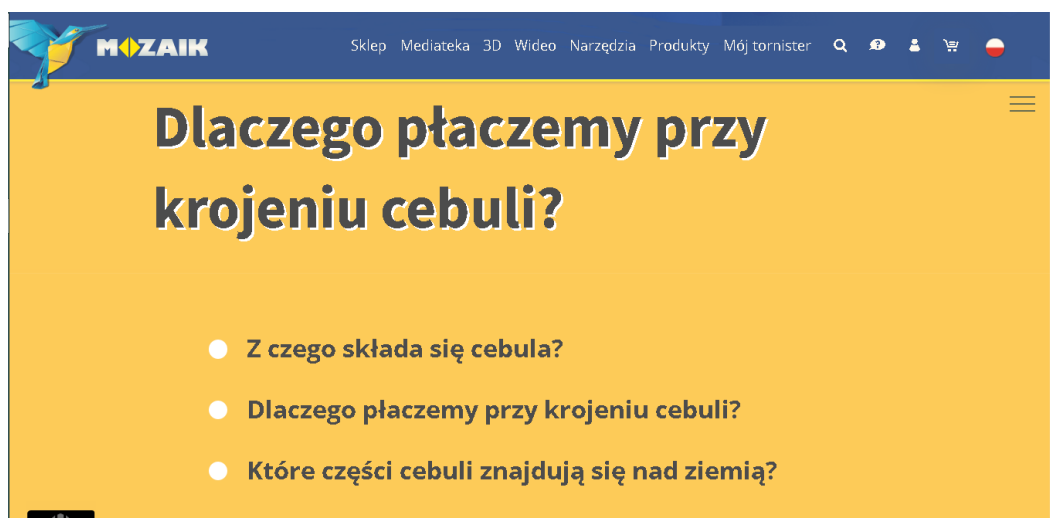 MOZAIK Sklep Mediateka 3D Wideo Narzędzia Produkty Mój tornister
Dlaczego płaczemy przy
krojeniu cebuli?
Z czego składa się cebula?
Dlaczego płaczemy przy krojeniu cebuli?
Które części cebuli znajdują się nad ziemią?